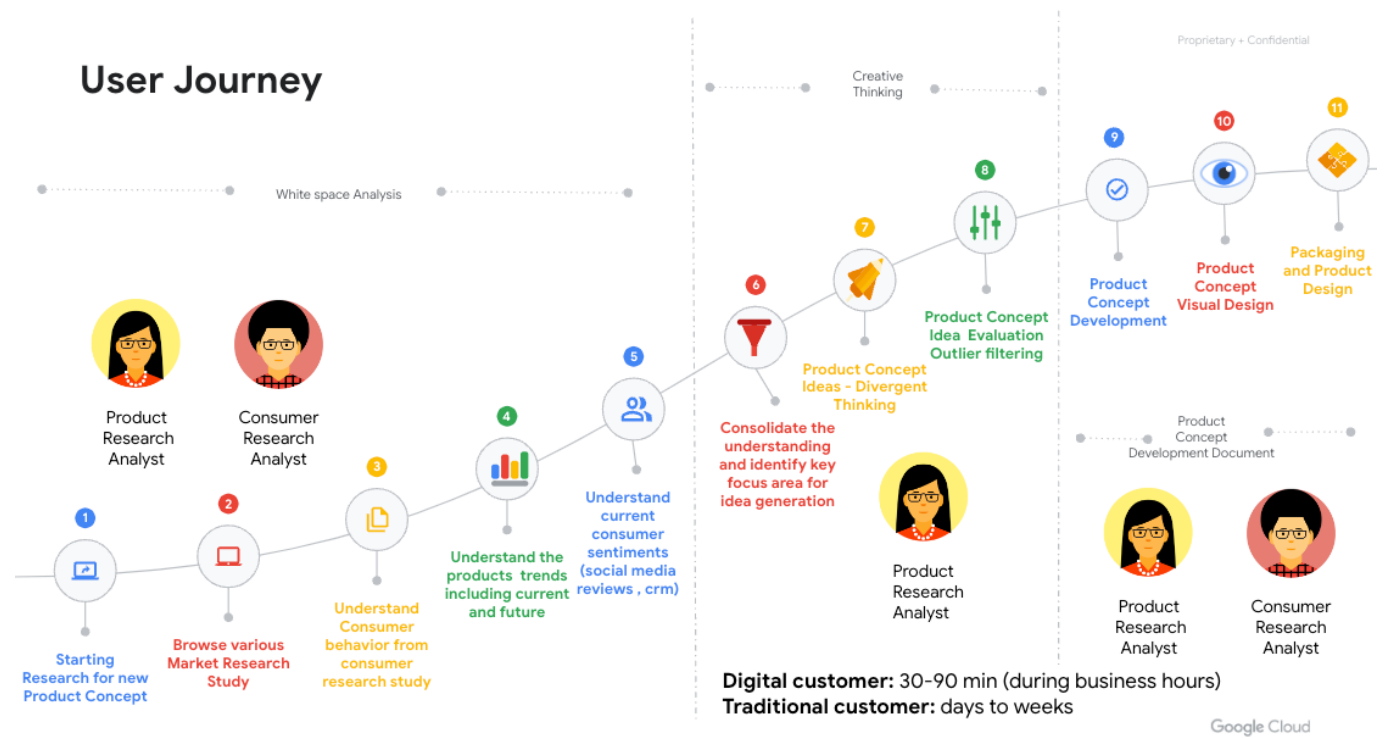 Proprietary + Confidential
User Journey
White space Analysis
Creative
Thinking
Product
Research
Analyst
Consumer
Research
Analyst
1
Starting
Research for new
Product Concept
2
Browse various
Market Research
Study
3
Understand
Consumer
behavior from
consumer
research study
4
Understand the
products trends
including current
and future
5
Understand
current
consumer
sentiments
(social media
reviews , crm)
6
Consolidate the
understanding
and identify key
focus area for
idea generation
7
Product Concept
Ideas - Divergent
Thinking
8
Product Concept
Idea Evaluation
Outlier filtering
Product
Research
Analyst
9
Product
Concept
Development
10
Product
Concept
Visual Design
11
Packaging
and Product
Design
Product
Concept
Development Document
Product
Research
Analyst
Consumer
Research
Analyst
Digital customer: 30-90 min (during business hours)
Traditional customer: days to weeks
Google Cloud